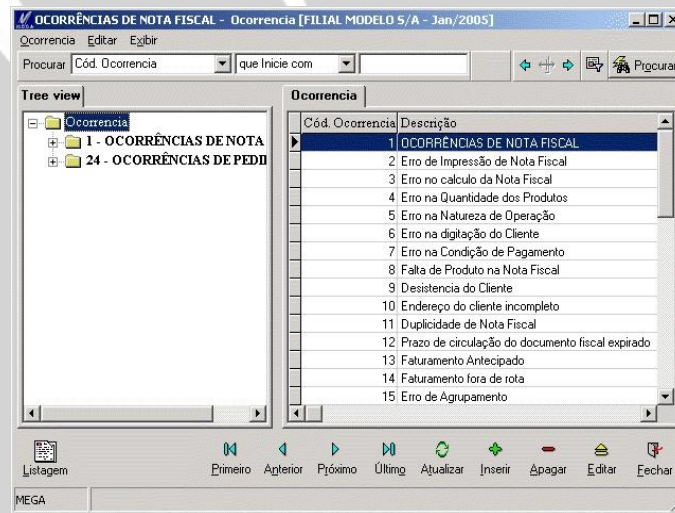 OCORRÊNCIAS DE NOTA FISCAL - Ocorrencia [FILIAL MODELO S/A - Jan/2005]
Ocorrencia Editar Exibir
Procurar Cód. Ocorrencia que Inicie com Procurar
Tree view Ocorrencia
Ocorrencia
1 - OCORRÊNCIAS DE NOTA
24 - OCORRÊNCIAS DE PEDII
Cód. Ocorrencia Descrição
1 OCORRÊNCIAS DE NOTA FISCAL
2 Erro de Impressão de Nota Fiscal
3 Erro no calculo da Nota Fiscal
4 Erro na Quantidade dos Produtos
5 Erro na Natureza de Operação
6 Erro na digitação do Cliente
7 Erro na Condição de Pagamento
8 Falta de Produto na Nota Fiscal
9 Desistencia do Cliente
10 Endereço do cliente incompleto
11 Duplicidade de Nota Fiscal
12 Prazo de circulação do documento fiscal expirado
13 Faturamento Antecipado
14 Faturamento fora de rota
15 Erro de Agrupamento
Listagem Primeiro Anterior Próximo Último Atualizar Inserir Apagar Editar Fechar
MEGA